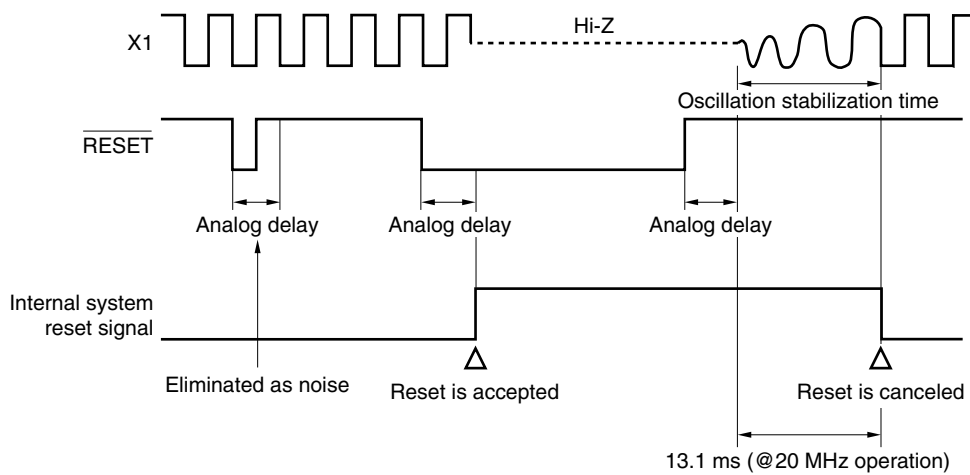 Hi-Z
X1
Oscillation stabilization time
RESET
Analog delay
Analog delay
Analog delay
Internal system
reset signal
Eliminated as noise
Reset is accepted
Reset is canceled
13.1 ms (@20 MHz operation)